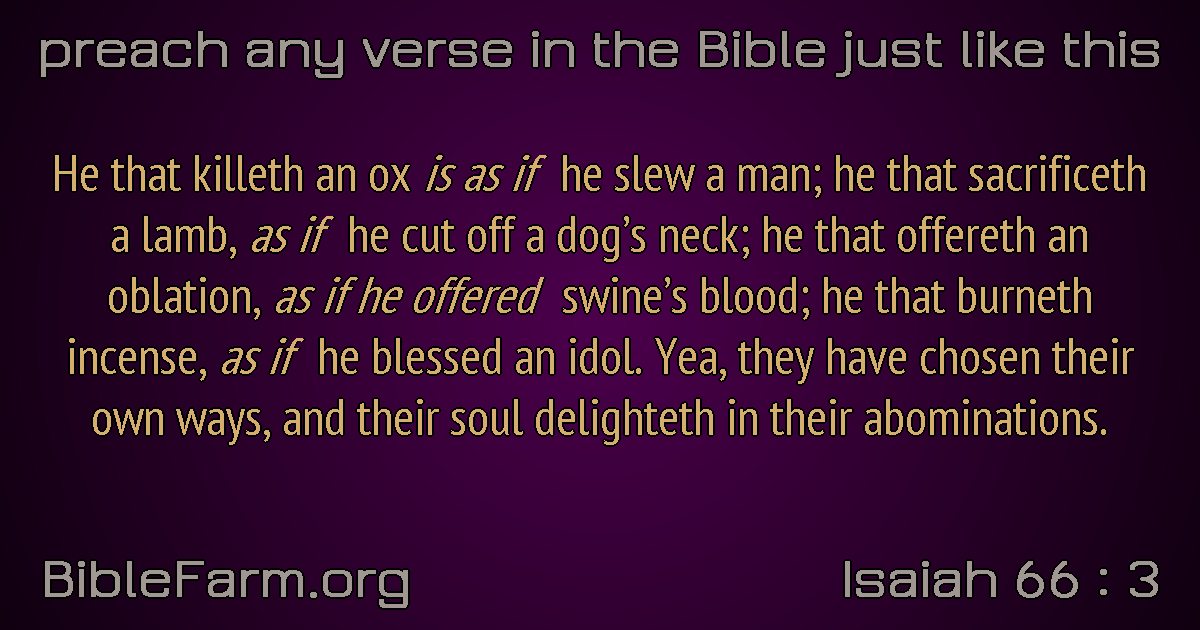 preach any verse in the Bible just like this
He that killeth an ox is as if he slew a man; he that sacrificeth
a lamb, as if he cut off a dog’s neck; he that offereth an
oblation, as if he offered swine’s blood; he that burneth
incense, as if he blessed an idol. Yea, they have chosen their
own ways, and their soul delighteth in their abominations.
BibleFarm.org
Isaiah 66 : 3